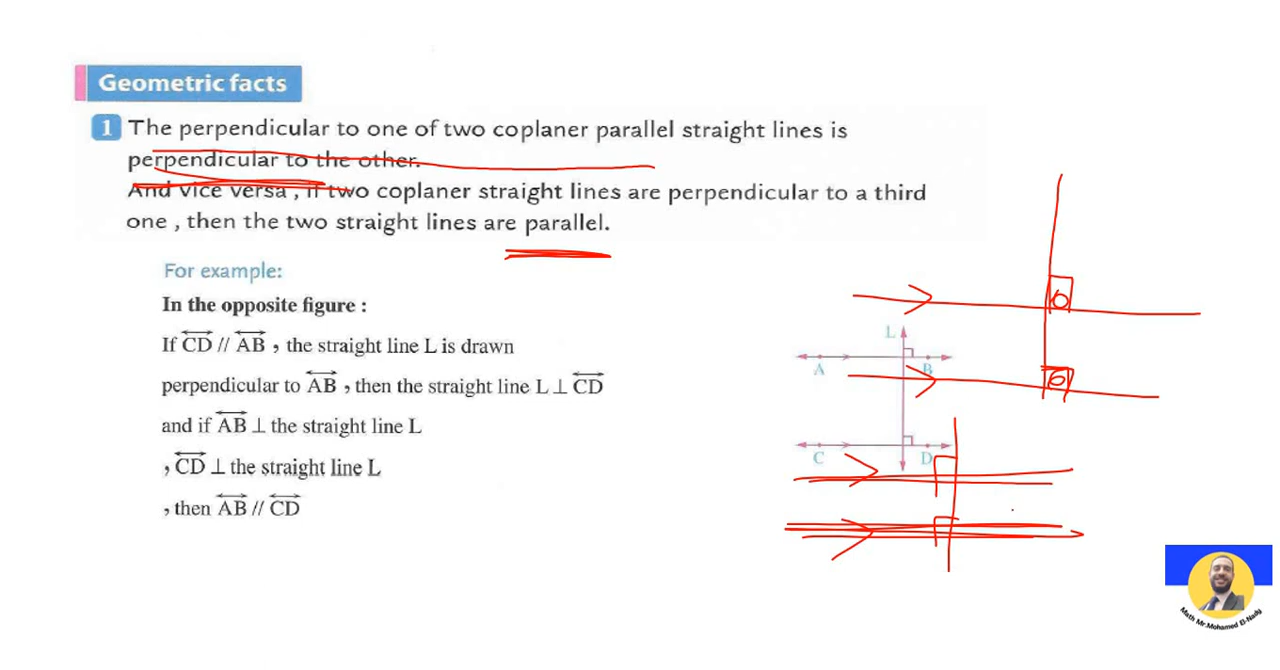 Geometric facts
1 The perpendicular to one of two coplaner parallel straight lines is
perpendicular to the other.
And vice versa , if two coplaner straight lines are perpendicular to a third
one , then the two straight lines are parallel.
For example:
In the opposite figure :
If CD // AB , the straight line L is drawn
perpendicular to AB , then the straight line L ⊥ CD
and if AB ⊥ the straight line L
, CD ⊥ the straight line L
, then AB // CD
L
A B
C D
Math Mr.Mohamed El-Nady